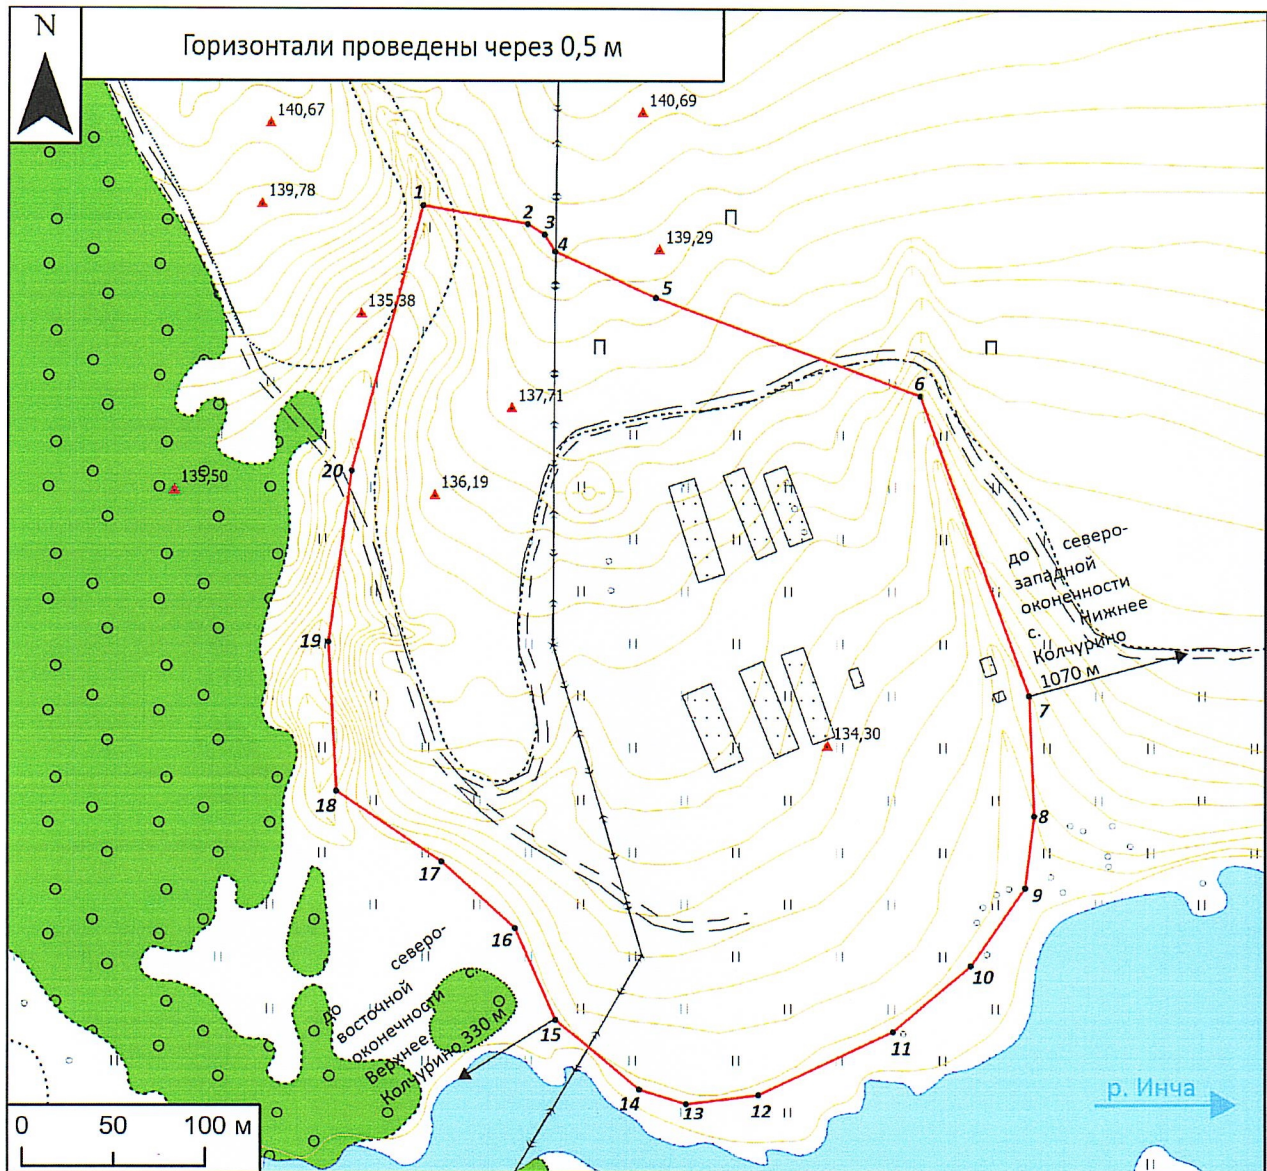 N
Горизонтали проведены через 0,5 м
140,67
140,69
139,78
1
2
3
4
П
139,29
5
135,38
П
П
6
137,71
20
135,50
136,19
до северо-
западной
оконечности
с. Нижнее
Колчурино
1070 м
19
7
134,30
18
8
17
9
16
до северо-
восточной
оконечности с.
Верхнее
Колчурино 330 м
10
15
11
14
13
12
р. Инча
0 50 100 м